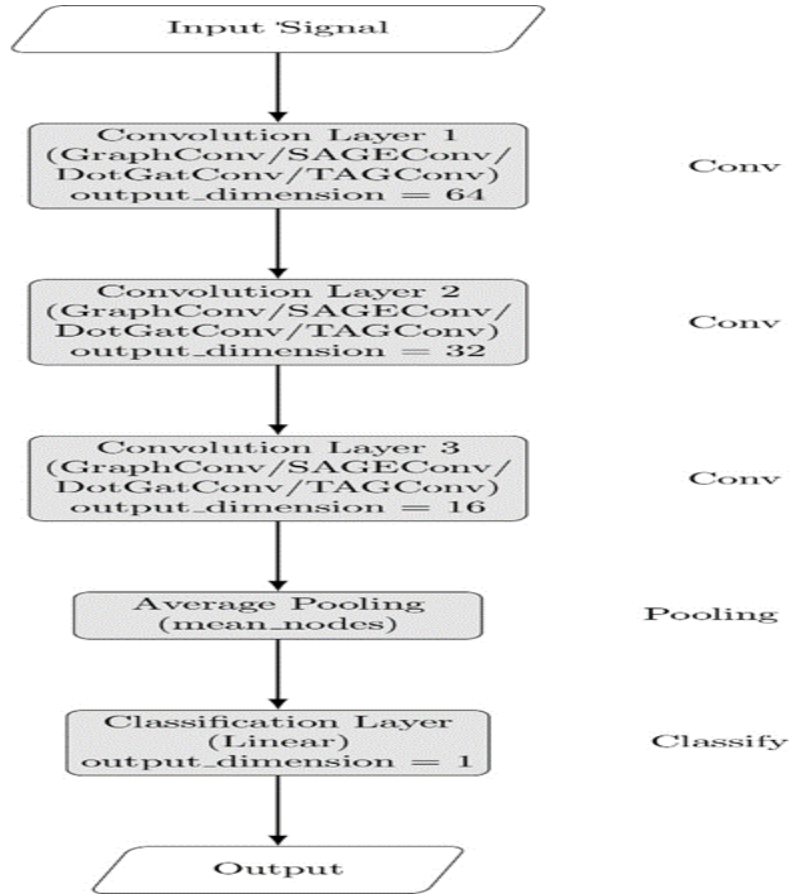 Input Signal
Convolution Layer 1
(GraphConv/SAGEConv/
DotGatConv/TAGConv)
output_dimension = 64
Conv
Convolution Layer 2
(GraphConv/SAGEConv/
DotGatConv/TAGConv)
output_dimension = 32
Conv
Convolution Layer 3
(GraphConv/SAGEConv/
DotGatConv/TAGConv)
output_dimension = 16
Conv
Average Pooling
(mean_nodes)
Pooling
Classification Layer
(Linear)
output_dimension = 1
Classify
Output